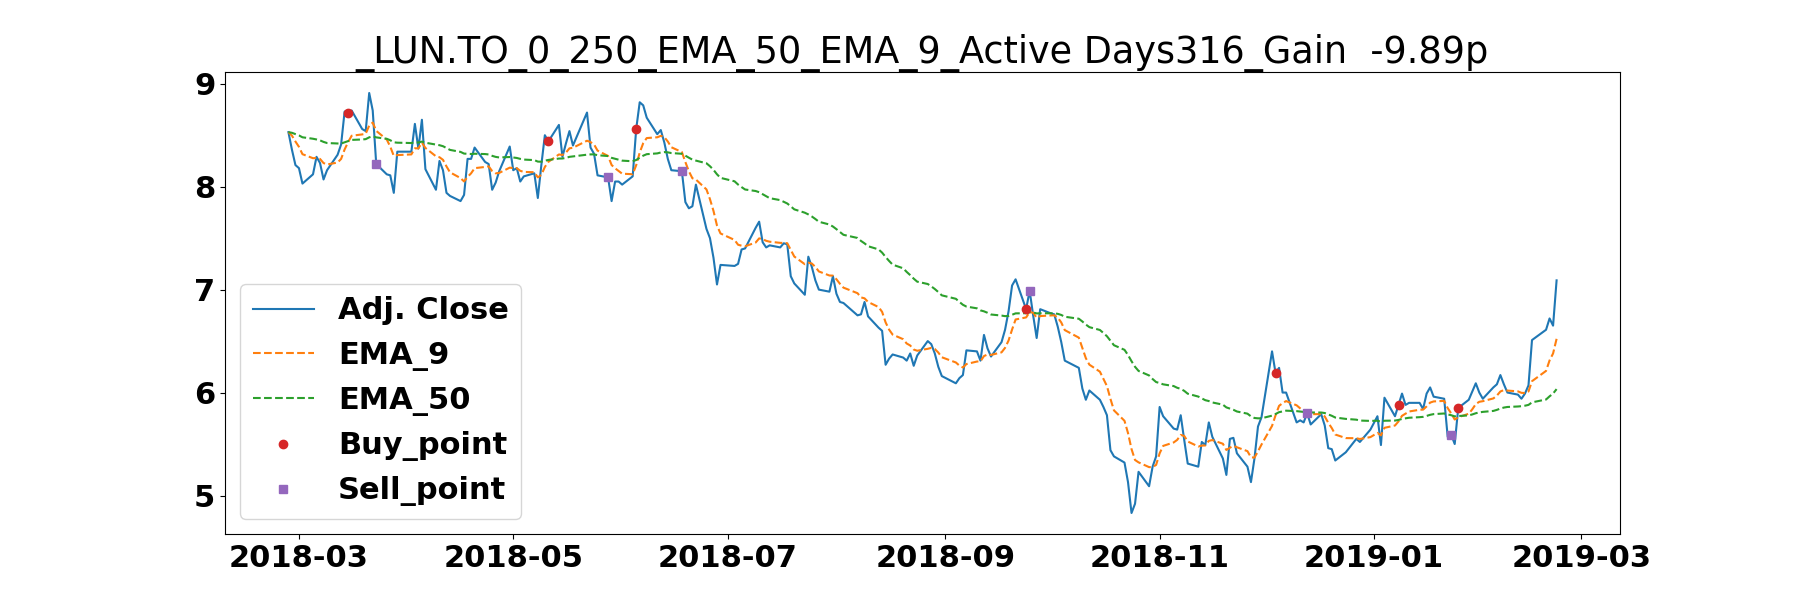 _LUN.TO_0_250_EMA_50_EMA_9_Active Days316_Gain  -9.89p
9
8
7
6
5
Adj. Close
EMA_9
EMA_50
Buy_point
Sell_point
2018-03 2018-05 2018-07 2018-09 2018-11 2019-01 2019-03